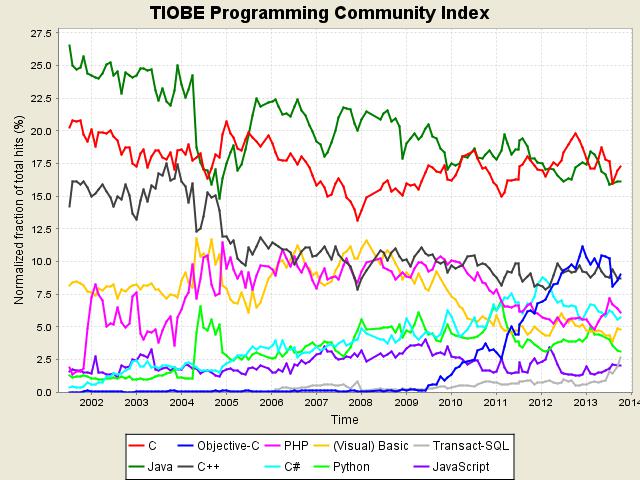 TIOBE Programming Community Index
Normalized fraction of total hits (%)
27.5
25.0
22.5
20.0
17.5
15.0
12.5
10.0
7.5
5.0
2.5
0.0
2002 2003 2004 2005 2006 2007 2008 2009 2010 2011 2012 2013 2014
Time
C Objective-C PHP (Visual) Basic Transact-SQL
Java C++ C# Python JavaScript